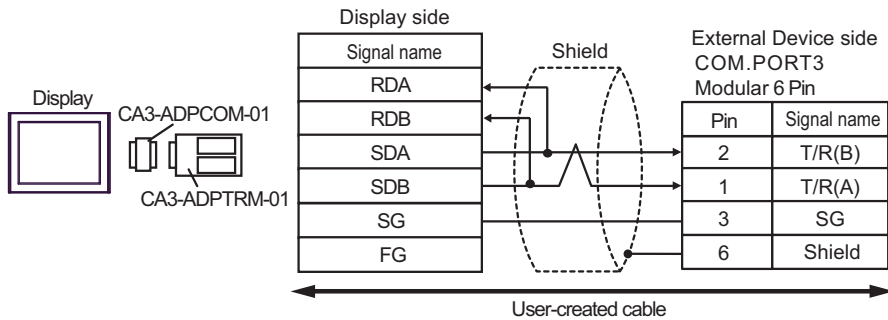 Display side
Signal name
RDA
RDB
SDA
SDB
SG
FG
Shield
External Device side
COM.PORT3
Modular 6 Pin
Pin Signal name
2 T/R(B)
1 T/R(A)
3 SG
6 Shield
Display
CA3-ADPCOM-01
CA3-ADPTRM-01
User-created cable